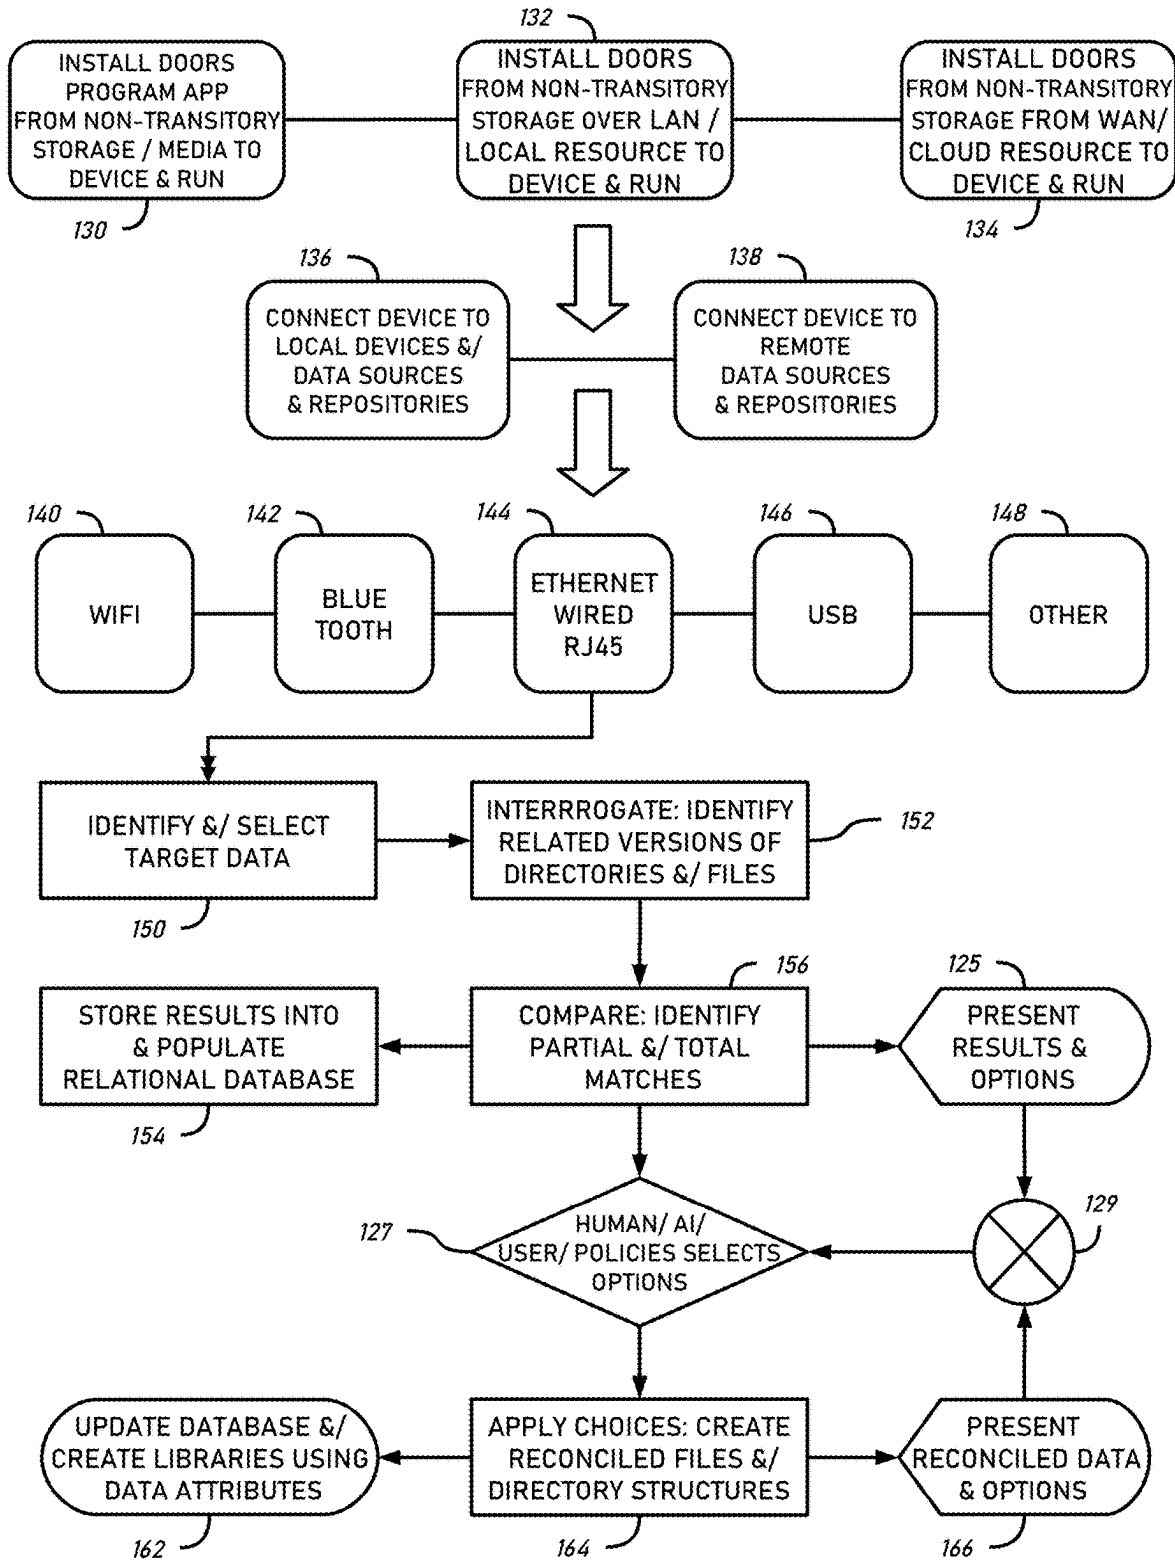 132
INSTALL DOORS
PROGRAM APP
FROM NON-TRANSITORY
STORAGE / MEDIA TO
DEVICE & RUN
130
INSTALL DOORS
FROM NON-TRANSITORY
STORAGE OVER LAN /
LOCAL RESOURCE TO
DEVICE & RUN
INSTALL DOORS
FROM NON-TRANSITORY
STORAGE FROM WAN/
CLOUD RESOURCE TO
DEVICE & RUN
134
136
CONNECT DEVICE TO
LOCAL DEVICES &/
DATA SOURCES
& REPOSITORIES
138
CONNECT DEVICE TO
REMOTE
DATA SOURCES
& REPOSITORIES
140
WIFI
142
BLUE
TOOTH
144
ETHERNET
WIRED
RJ45
146
USB
148
OTHER
IDENTIFY &/ SELECT
TARGET DATA
150
INTERRROGATE: IDENTIFY
RELATED VERSIONS OF
DIRECTORIES &/ FILES
152
STORE RESULTS INTO
& POPULATE
RELATIONAL DATABASE
154
156
COMPARE: IDENTIFY
PARTIAL &/ TOTAL
MATCHES
125
PRESENT
RESULTS &
OPTIONS
127
HUMAN/ AI/
USER/ POLICIES SELECTS
OPTIONS
129
UPDATE DATABASE &/
CREATE LIBRARIES USING
DATA ATTRIBUTES
162
APPLY CHOICES: CREATE
RECONCILED FILES &/
DIRECTORY STRUCTURES
164
PRESENT
RECONCILED DATA
& OPTIONS
166